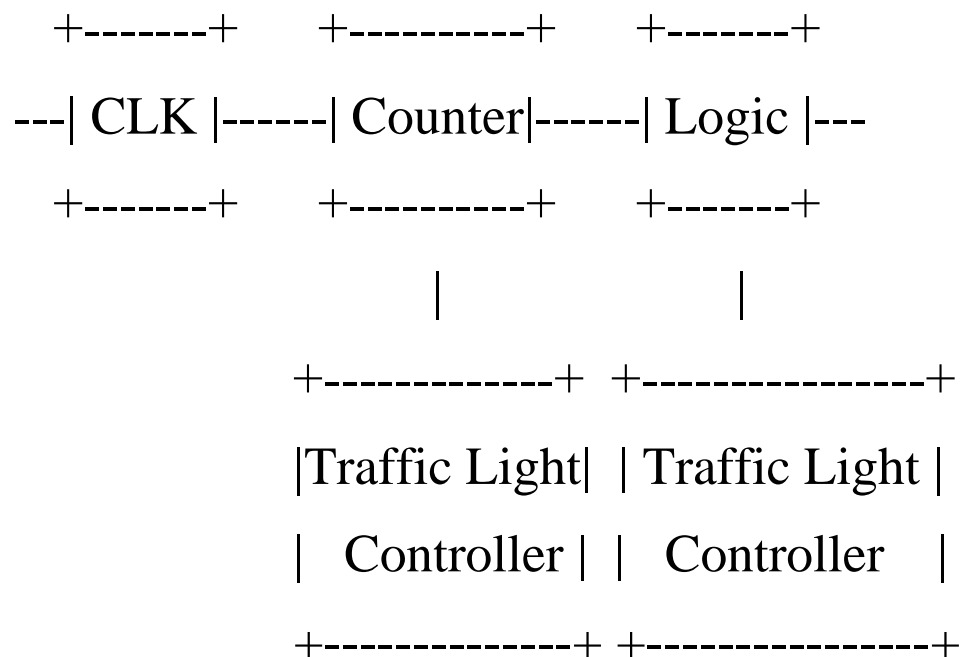 +-------+ +----------+ +-------+
---| CLK |------| Counter|------| Logic |---
+-------+ +----------+ +-------+
| |
+-------------+ +----------------+
|Traffic Light| | Traffic Light |
| Controller | | Controller |
+---------------+ +-----------------+